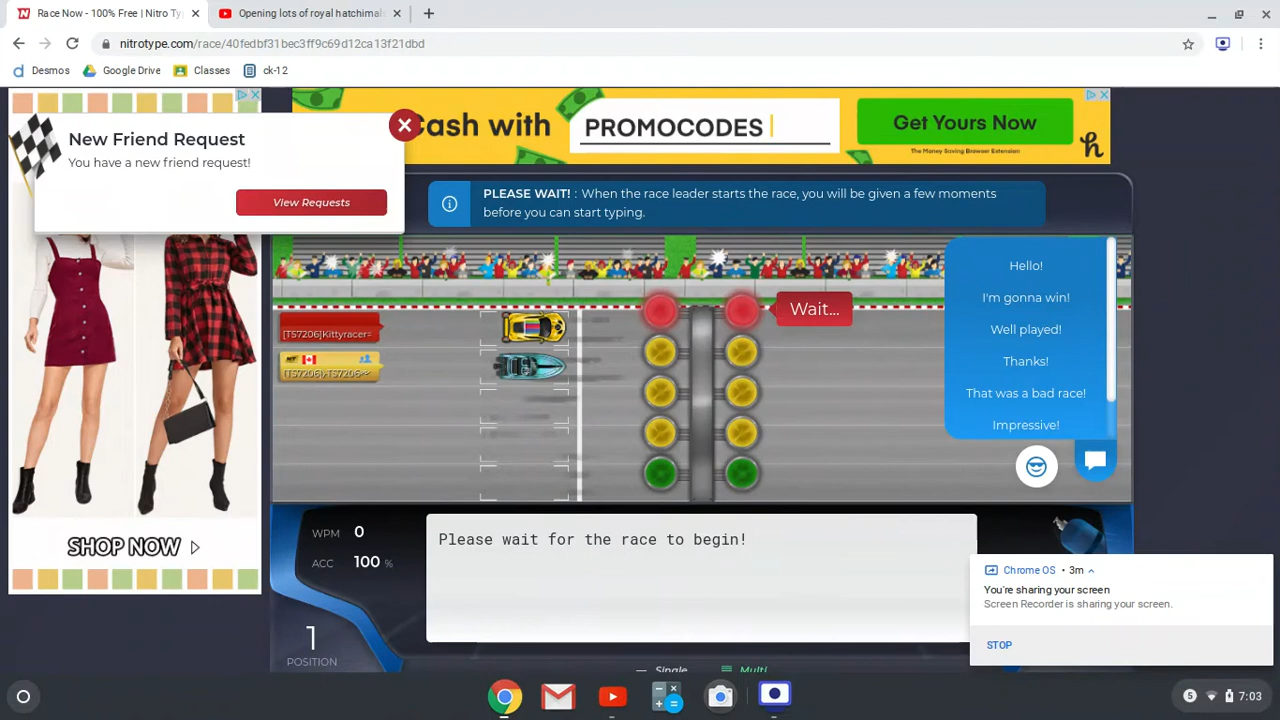 Race Now - 100% Free | Nitro Ty
Opening lots of royal hatchimal
nitrotype.com/race/40fedbf31bec3ff9c69d12ca13f21dbd
Desmos
Google Drive
Classes
ck-12
New Friend Request
You have a new friend request!
View Requests
Cash with
PROMOCODES
Get Yours Now
The Money Saving Browser Extension
PLEASE WAIT! : When the race leader starts the race, you will be given a few moments
before you can start typing.
Hello!
I'm gonna win!
Well played!
Thanks!
That was a bad race!
Impressive!
Wait...
[TS7206]Kittyracer=
WPM 0
ACC 100 %
1
POSITION
Please wait for the race to begin!
Single
Multi
SHOP NOW
Chrome OS • 3m
You're sharing your screen
Screen Recorder is sharing your screen.
STOP
5
7:03